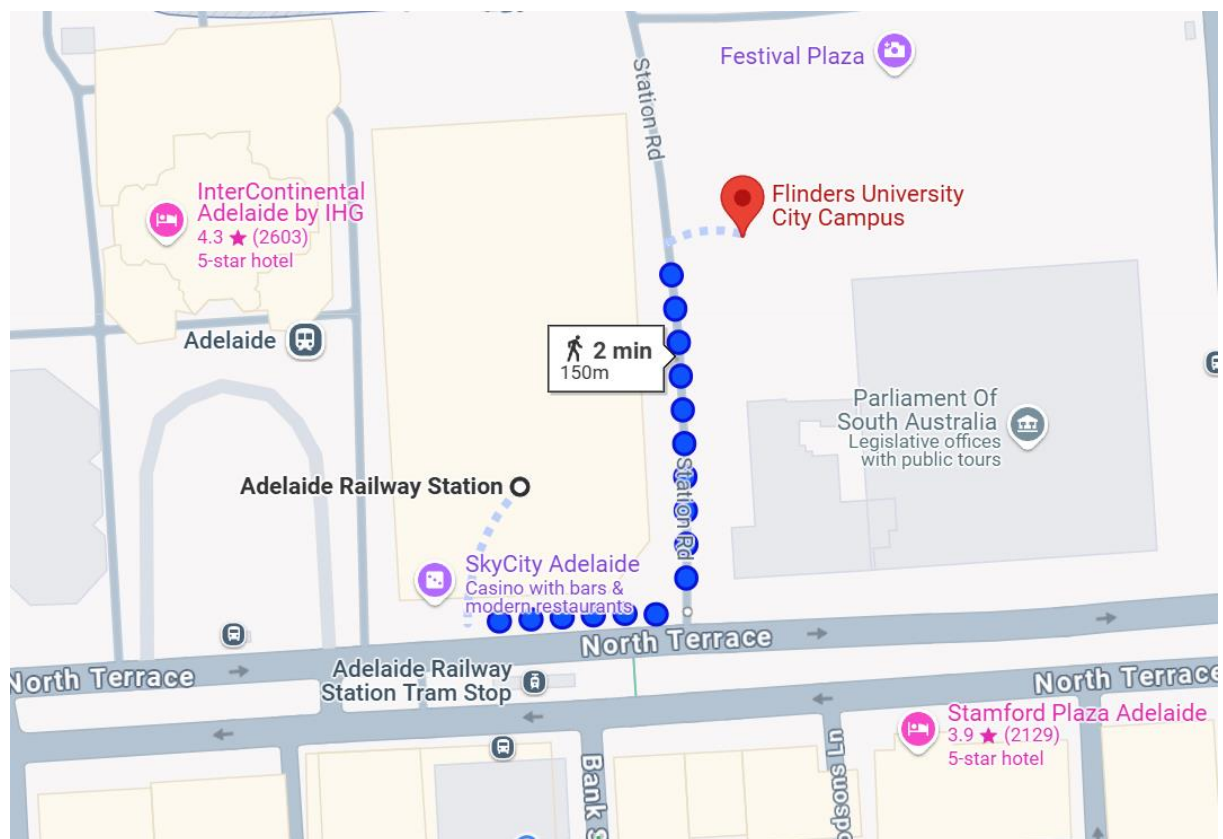 Station Rd
Festival Plaza
InterContinental
Adelaide by IHG
4.3 ★ (2603)
5-star hotel
Flinders University
City Campus
Adelaide
2 min
150m
Parliament Of
South Australia
Legislative offices
with public tours
Adelaide Railway Station
Station Rd
SkyCity Adelaide
Casino with bars &
modern restaurants
North Terrace
North Terrace
Adelaide Railway
Station Tram Stop
North Terrace
Stamford Plaza Adelaide
3.9 ★ (2129)
5-star hotel
Bank S
odsons Ln